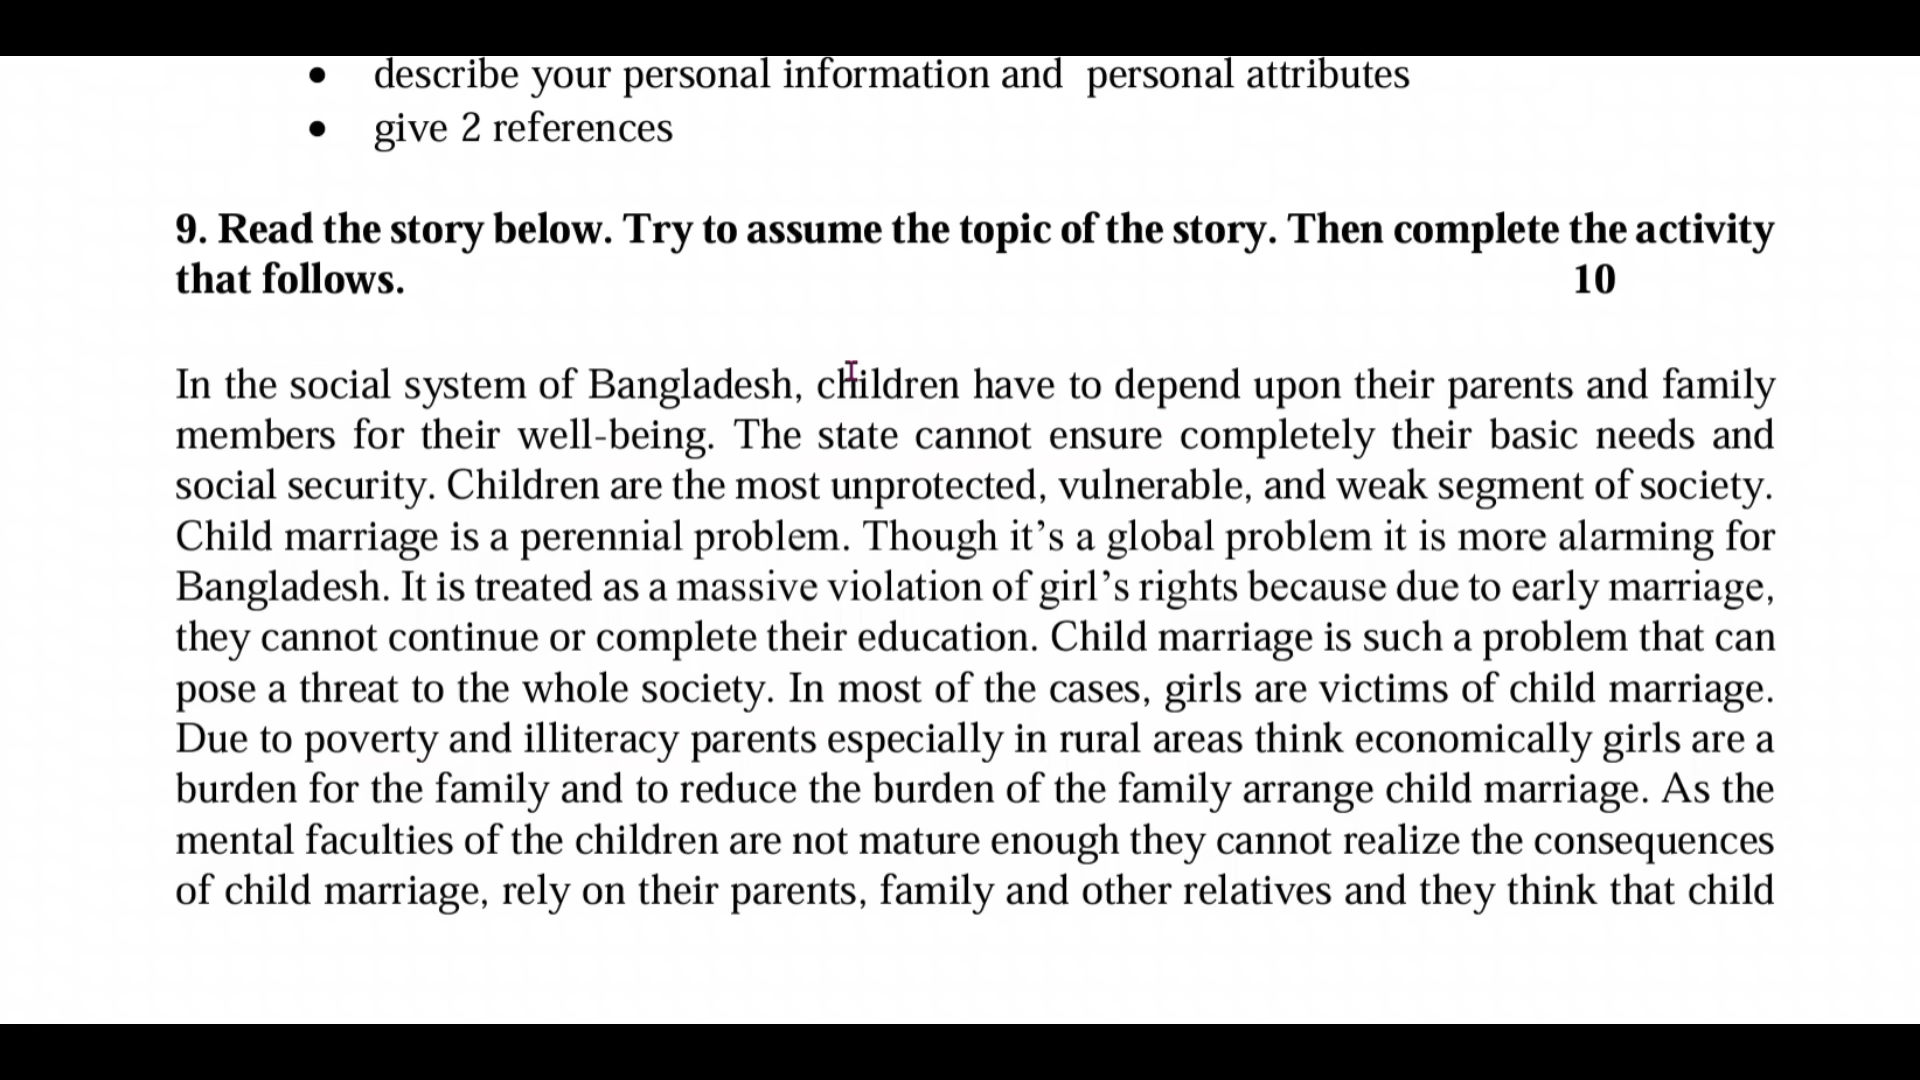 • describe your personal information and personal attributes
• give 2 references
9. Read the story below. Try to assume the topic of the story. Then complete the activity
that follows. 10
In the social system of Bangladesh, children have to depend upon their parents and family
members for their well-being. The state cannot ensure completely their basic needs and
social security. Children are the most unprotected, vulnerable, and weak segment of society.
Child marriage is a perennial problem. Though it’s a global problem it is more alarming for
Bangladesh. It is treated as a massive violation of girl’s rights because due to early marriage,
they cannot continue or complete their education. Child marriage is such a problem that can
pose a threat to the whole society. In most of the cases, girls are victims of child marriage.
Due to poverty and illiteracy parents especially in rural areas think economically girls are a
burden for the family and to reduce the burden of the family arrange child marriage. As the
mental faculties of the children are not mature enough they cannot realize the consequences
of child marriage, rely on their parents, family and other relatives and they think that child